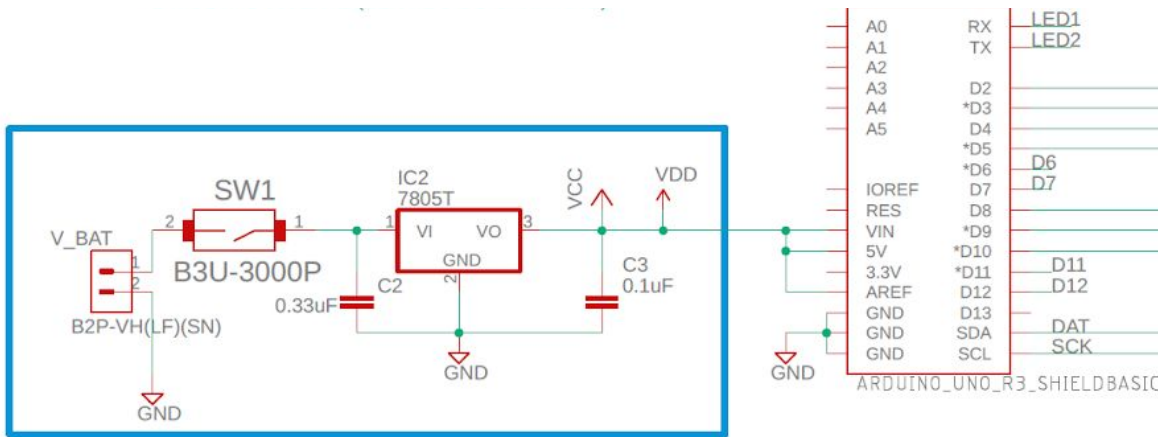 SW1
2
1
B3U-3000P
V_BAT
1
2
B2P-VH(LF)(SN)
GND
IC2
7805T
1
VI
VO
3
GND
2
C2
0.33uF
GND
VCC
VDD
C3
0.1uF
A0
A1
A2
A3
A4
A5
IOREF
RES
VIN
5V
3.3V
AREF
GND
GND
GND
GND
RX
TX
D2
*D3
D4
*D5
*D6
D7
D8
*D9
*D10
*D11
D12
D13
SDA
SCL
LED1
LED2
D6
D7
D11
D12
DAT
SCK
ARDUINO_UNO_R3_SHIELDBASIC